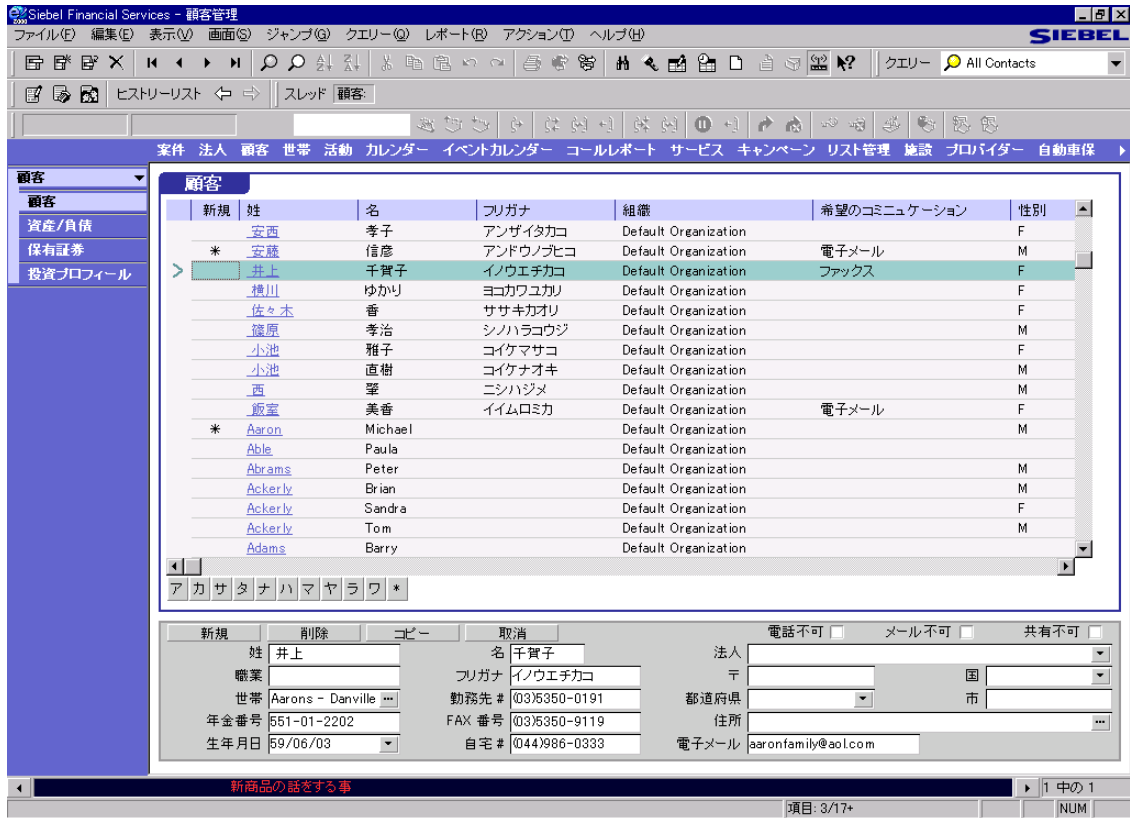 Siebel Financial Services - 顧客管理
ファイル(F) 編集(E) 表示(V) 画面(S) ジャンプ(G) クエリー(Q) レポート(R) アクション(T) ヘルプ(H) SIEBEL
クエリー All Contacts
ヒストリーリスト スレッド 顧客:
案件 法人 顧客 世帯 活動 カレンダー イベントカレンダー コールレポート サービス キャンペーン リスト管理 施設 プロバイダー 自動車保
顧客
顧客
資産/負債
保有証券
投資プロフィール
顧客
新規 姓 名 フリガナ 組織 希望のコミニュケーション 性別
安西 孝子 アンザイタカコ Default Organization F
* 安藤 信彦 アンドウノブヒコ Default Organization 電子メール M
井上 千賀子 イノウエチカコ Default Organization ファックス F
横川 ゆかり ヨコカワユカリ Default Organization F
佐々木 香 ササキカオリ Default Organization F
篠原 孝治 シノハラコウジ Default Organization M
小池 雅子 コイケマサコ Default Organization F
小池 直樹 コイケナオキ Default Organization M
西 肇 ニシハジメ Default Organization M
飯室 美香 イイムロミカ Default Organization 電子メール F
* Aaron Michael Default Organization M
Able Paula Default Organization
Abrams Peter Default Organization M
Ackerly Brian Default Organization M
Ackerly Sandra Default Organization F
Ackerly Tom Default Organization M
Adams Barry Default Organization
ア カ サ タ ナ ハ マ ヤ ラ ワ *
新規 削除 コピー 取消 電話不可 メール不可 共有不可
姓 井上 名 千賀子 法人
職業 フリガナ イノウエチカコ 〒 国
世帯 Aarons - Danville 勤務先 # (03)5350-0191 都道府県 市
年金番号 551-01-2202 FAX 番号 (03)5350-9119 住所
生年月日 59/06/03 自宅 # (044)986-0333 電子メール aaronfamily@aol.com
新商品の話をする事 1 中の 1
項目: 3/17+ NUM